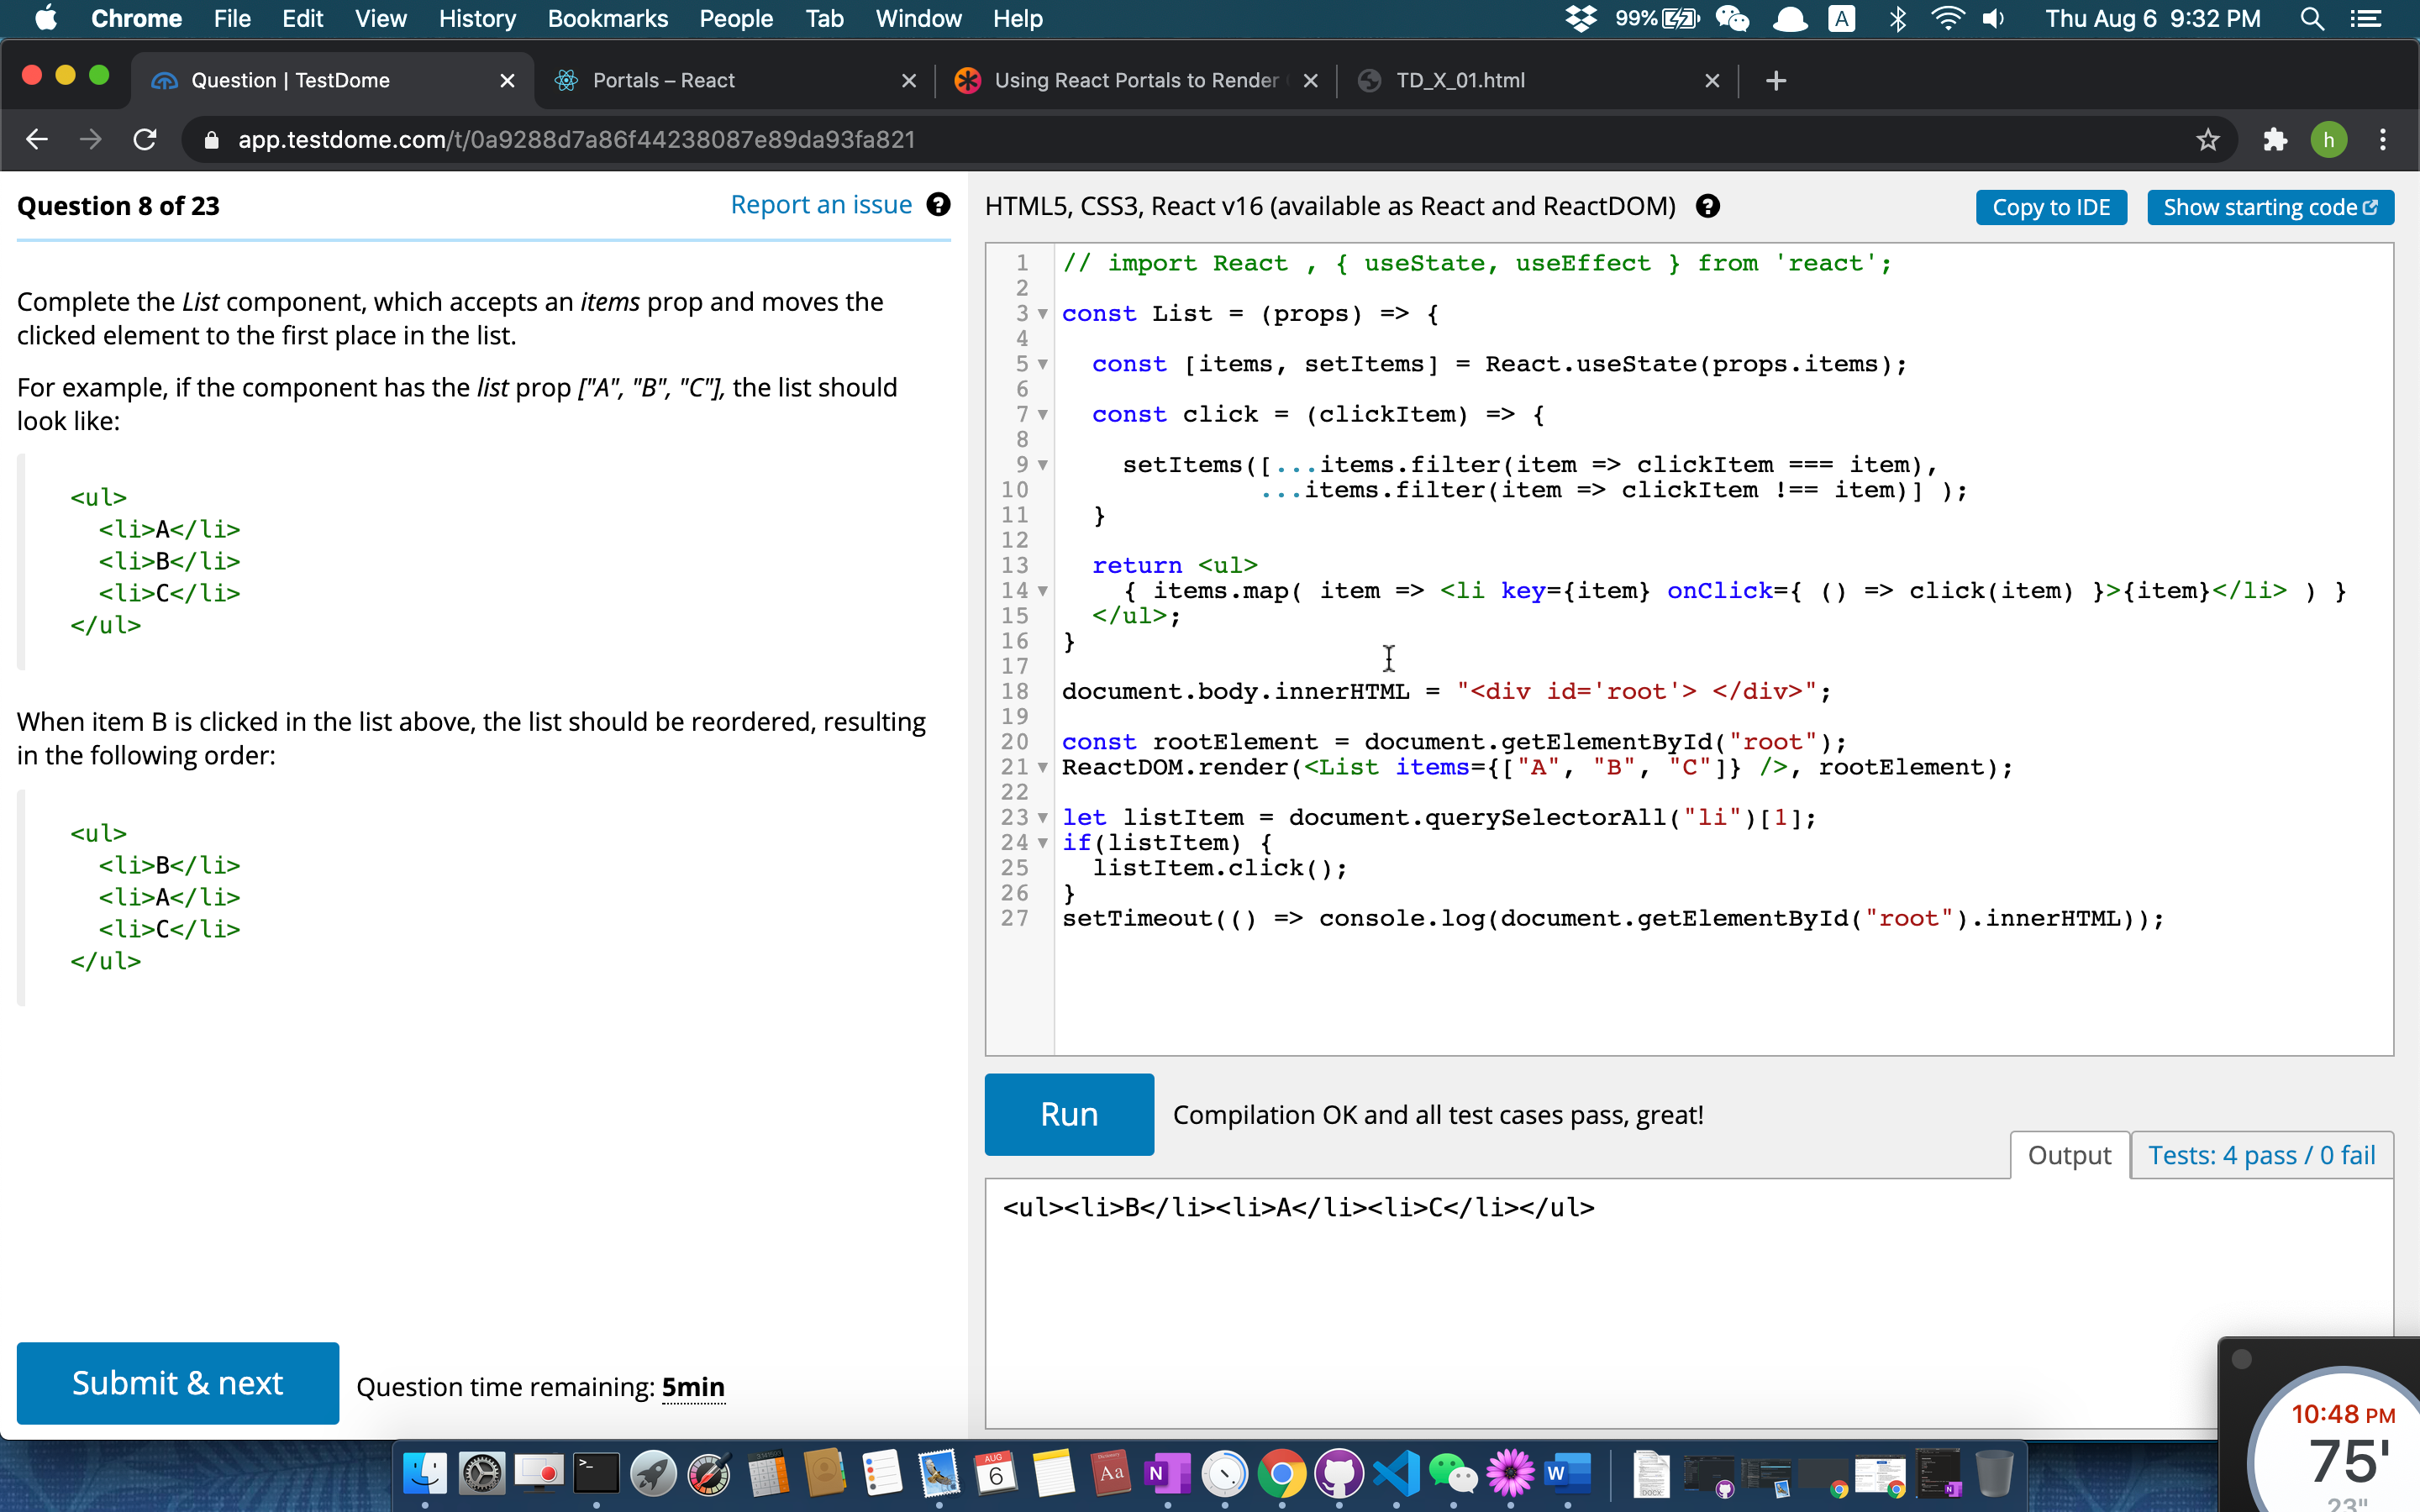 Chrome File Edit View History Bookmarks People Tab Window Help 99% A Thu Aug 6 9:32 PM
Question | TestDome Portals – React Using React Portals to Render TD_X_01.html
app.testdome.com/t/0a9288d7a86f44238087e89da93fa821 h
Question 8 of 23 Report an issue ?
Complete the List component, which accepts an items prop and moves the
clicked element to the first place in the list.
For example, if the component has the list prop ["A", "B", "C"], the list should
look like:
<ul>
<li>A</li>
<li>B</li>
<li>C</li>
</ul>
When item B is clicked in the list above, the list should be reordered, resulting
in the following order:
<ul>
<li>B</li>
<li>A</li>
<li>C</li>
</ul>
Submit & next Question time remaining: 5min
HTML5, CSS3, React v16 (available as React and ReactDOM) ? Copy to IDE Show starting code
1 // import React , { useState, useEffect } from 'react';
2
3 const List = (props) => {
4
5 const [items, setItems] = React.useState(props.items);
6
7 const click = (clickItem) => {
8
9 setItems([...items.filter(item => clickItem === item),
10 ...items.filter(item => clickItem !== item)] );
11 }
12
13 return <ul>
14 { items.map( item => <li key={item} onClick={ () => click(item) }>{item}</li> ) }
15 </ul>;
16 }
17
18 document.body.innerHTML = "<div id='root'> </div>";
19
20 const rootElement = document.getElementById("root");
21 ReactDOM.render(<List items={["A", "B", "C"]} />, rootElement);
22
23 let listItem = document.querySelectorAll("li")[1];
24 if(listItem) {
25 listItem.click();
26 }
27 setTimeout(() => console.log(document.getElementById("root").innerHTML));
Run Compilation OK and all test cases pass, great!
Output Tests: 4 pass / 0 fail
<ul><li>B</li><li>A</li><li>C</li></ul>
10:48 PM
75'
23"
AUG
6
Aa
N
W
DOCX